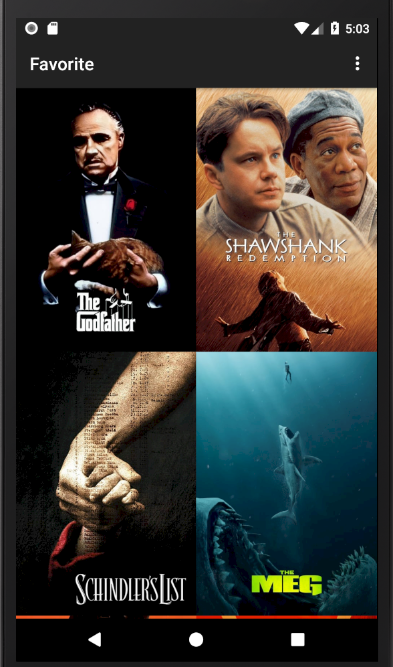 5:03
Favorite
The
Godfather
THE
SHAWSHANK
REDEMPTION
SCHINDLER'S LIST
THE
MEG